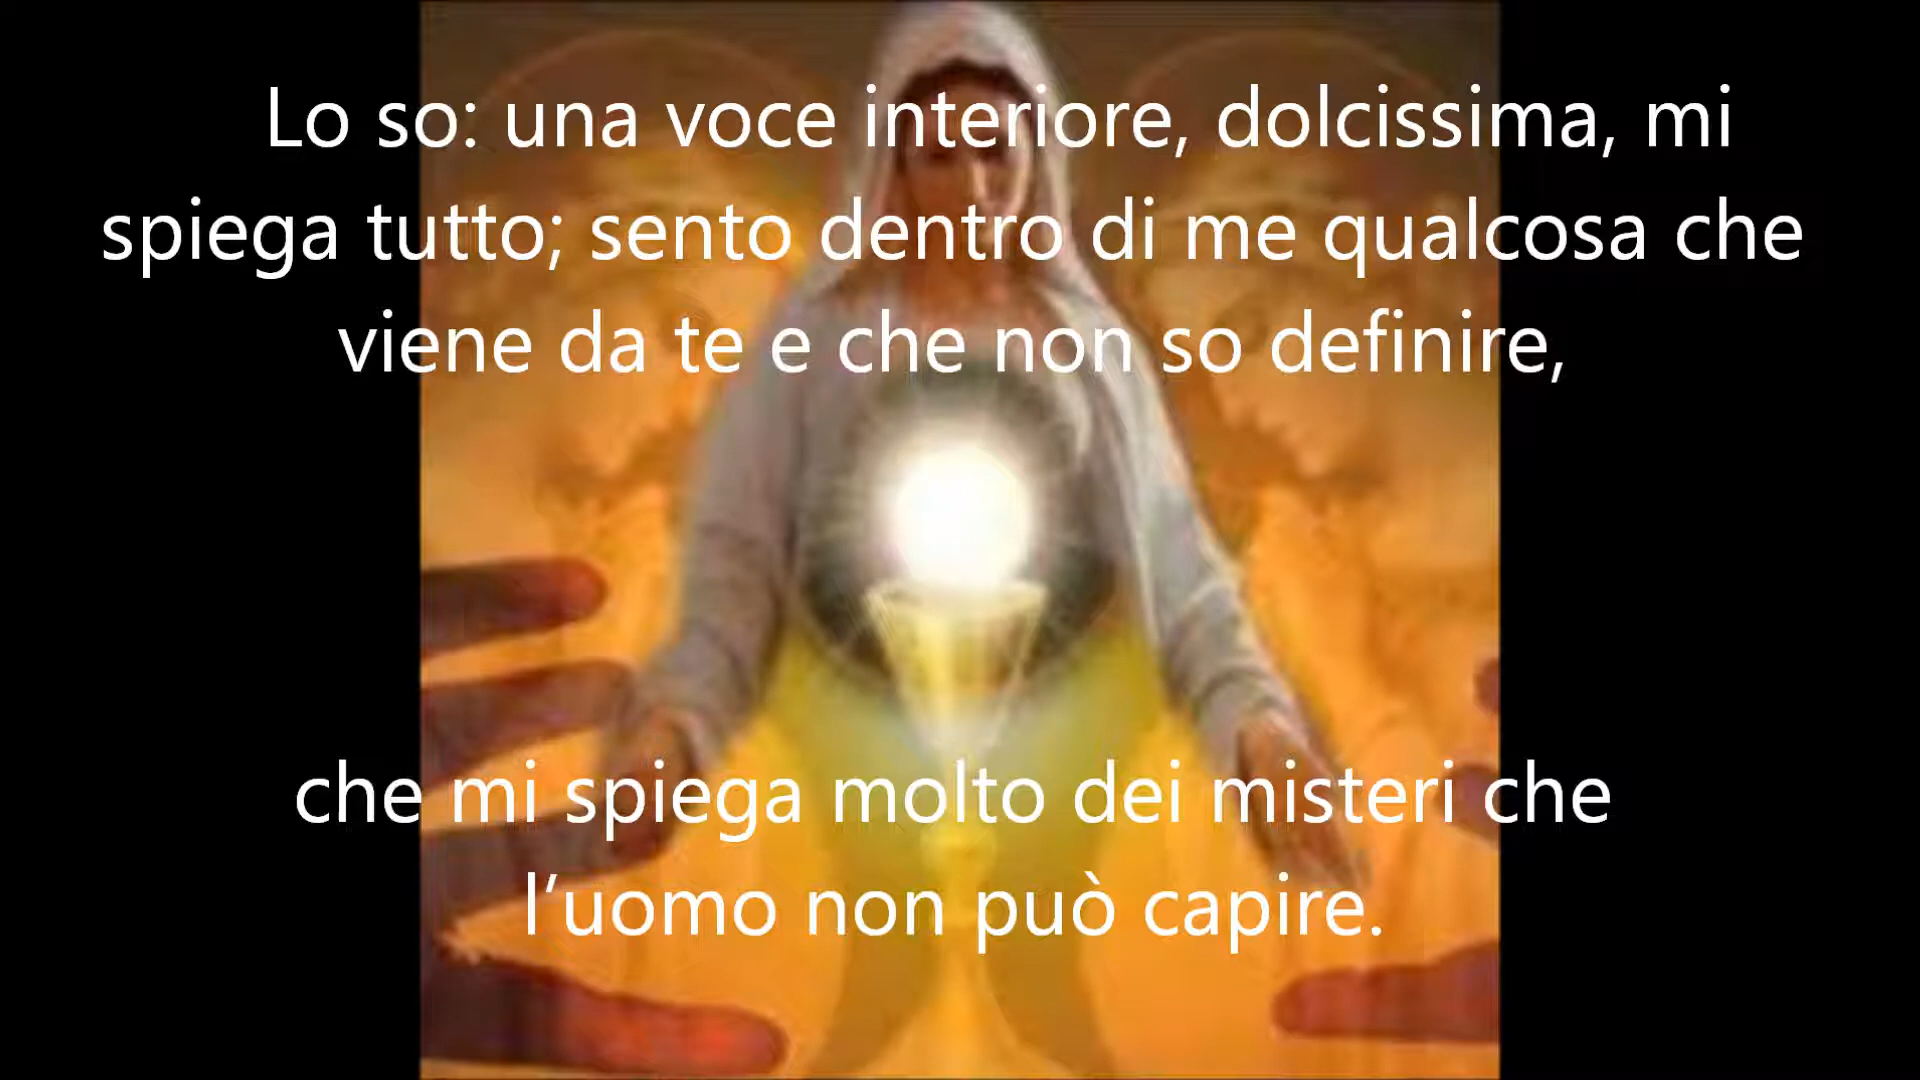 Lo so: una voce interiore, dolcissima, mi
spiega tutto; sento dentro di me qualcosa che
viene da te e che non so definire,
che mi spiega molto dei misteri che
l’uomo non può capire.